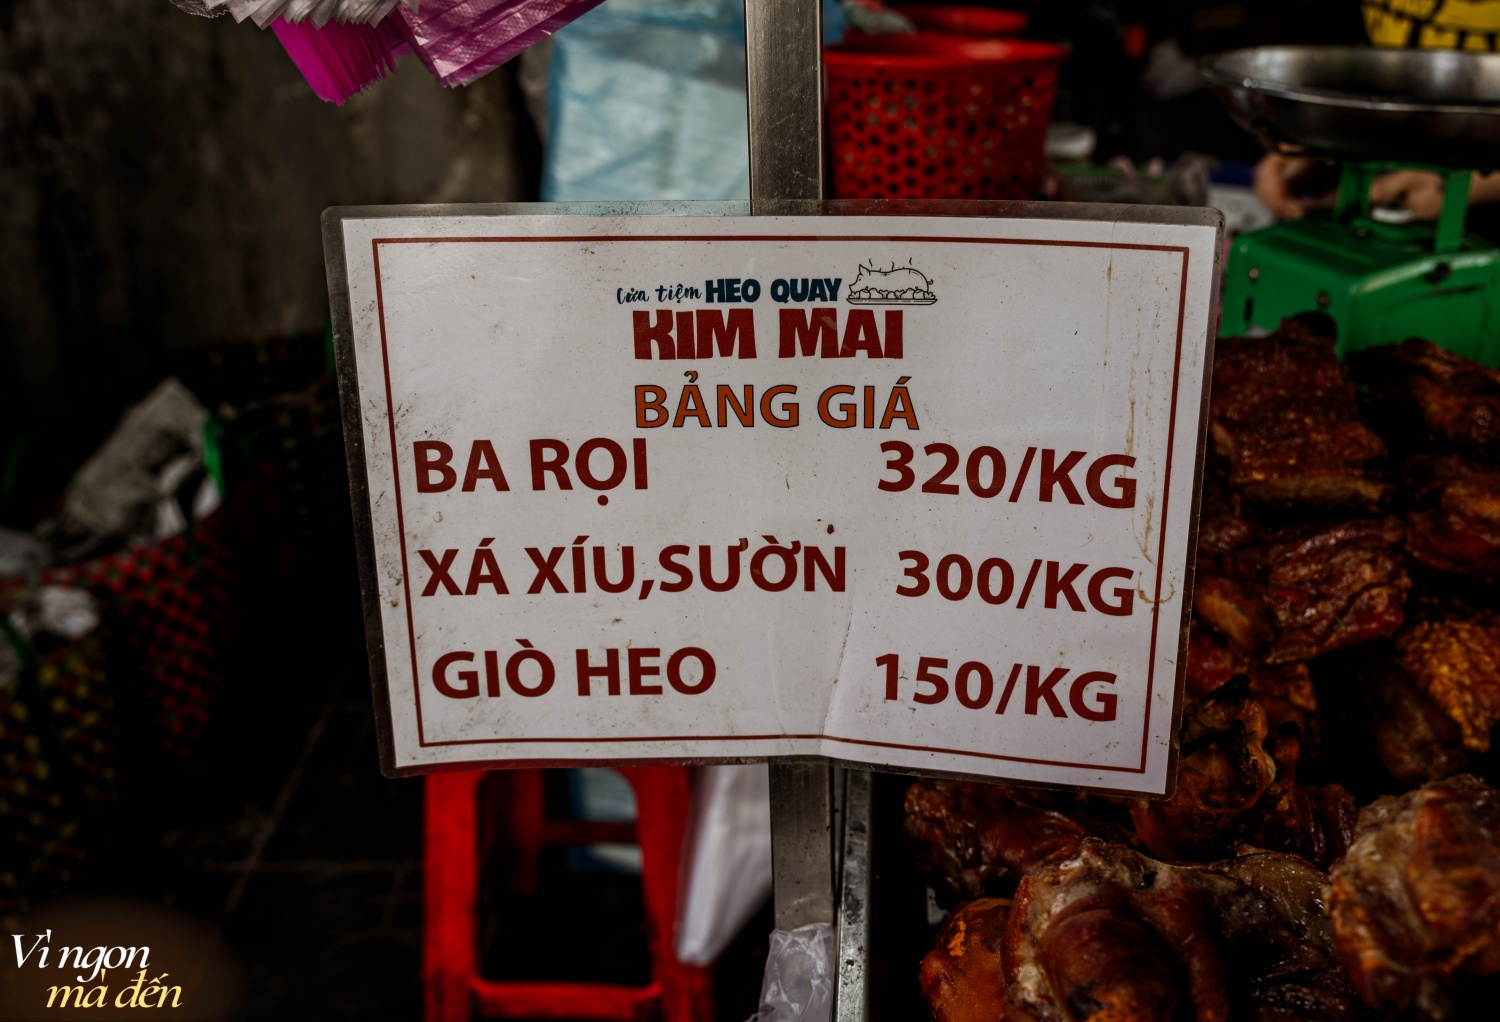 Cửa tiệm HEO QUAY
KIM MAI
BẢNG GIÁ
BA RỌI 320/KG
XÁ XÍU,SƯỜN 300/KG
GIÒ HEO 150/KG
Vì ngon
mà đến